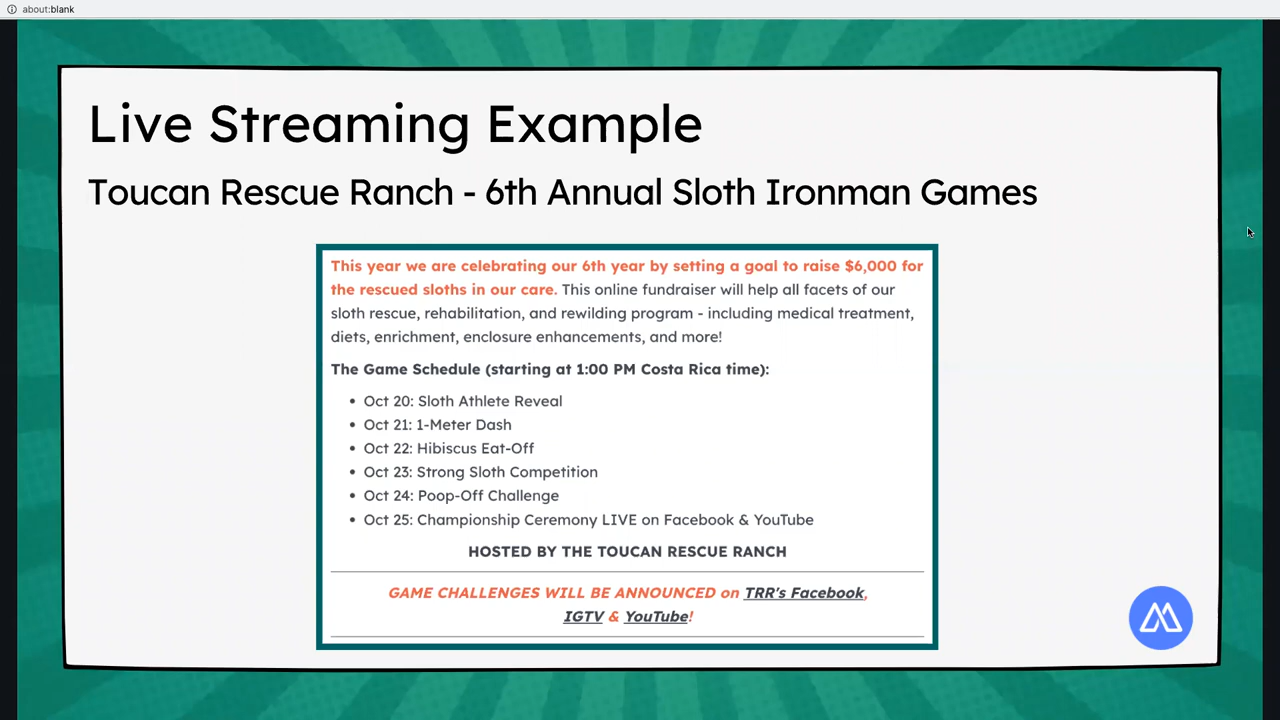 about:blank
Live Streaming Example
Toucan Rescue Ranch - 6th Annual Sloth Ironman Games
This year we are celebrating our 6th year by setting a goal to raise $6,000 for
the rescued sloths in our care. This online fundraiser will help all facets of our
sloth rescue, rehabilitation, and rewilding program - including medical treatment,
diets, enrichment, enclosure enhancements, and more!
The Game Schedule (starting at 1:00 PM Costa Rica time):
• Oct 20: Sloth Athlete Reveal
• Oct 21: 1-Meter Dash
• Oct 22: Hibiscus Eat-Off
• Oct 23: Strong Sloth Competition
• Oct 24: Poop-Off Challenge
• Oct 25: Championship Ceremony LIVE on Facebook & YouTube
HOSTED BY THE TOUCAN RESCUE RANCH
GAME CHALLENGES WILL BE ANNOUNCED on TRR's Facebook,
IGTV & YouTube!